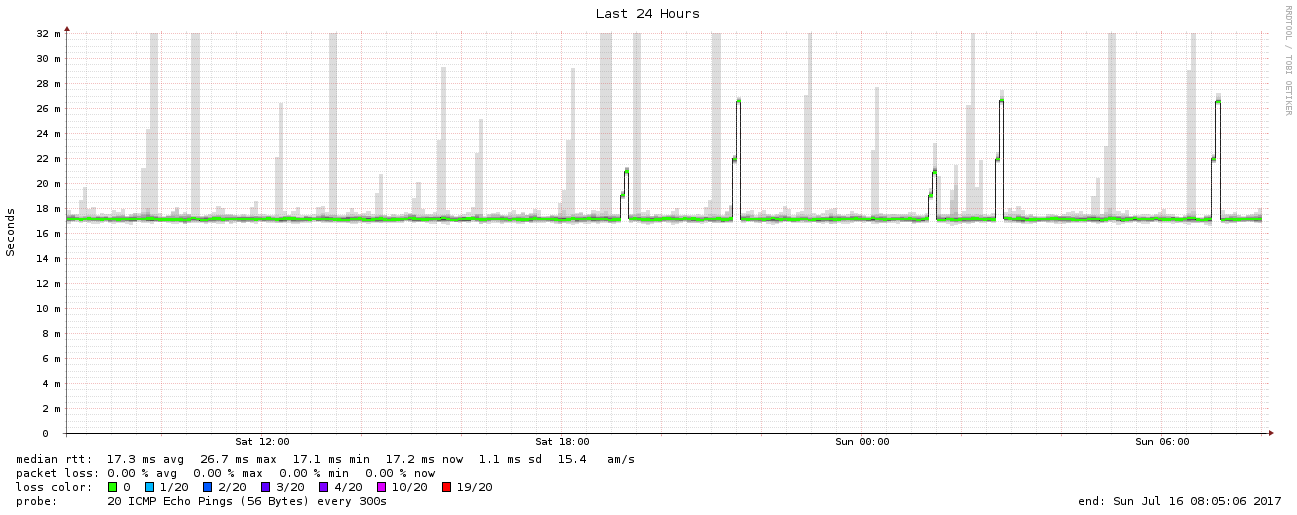 Last 24 Hours
RRDTOOL / TOBI OETIKER
32 m
30 m
28 m
26 m
24 m
22 m
20 m
18 m
16 m
14 m
12 m
10 m
8 m
6 m
4 m
2 m
0
Seconds
Sat 12:00 Sat 18:00 Sun 00:00 Sun 06:00
median rtt: 17.3 ms avg 26.7 ms max 17.1 ms min 17.2 ms now 1.1 ms sd 15.4 am/s
packet loss: 0.00 % avg 0.00 % max 0.00 % min 0.00 % now
loss color: 0 1/20 2/20 3/20 4/20 10/20 19/20
probe: 20 ICMP Echo Pings (56 Bytes) every 300s end: Sun Jul 16 08:05:06 2017